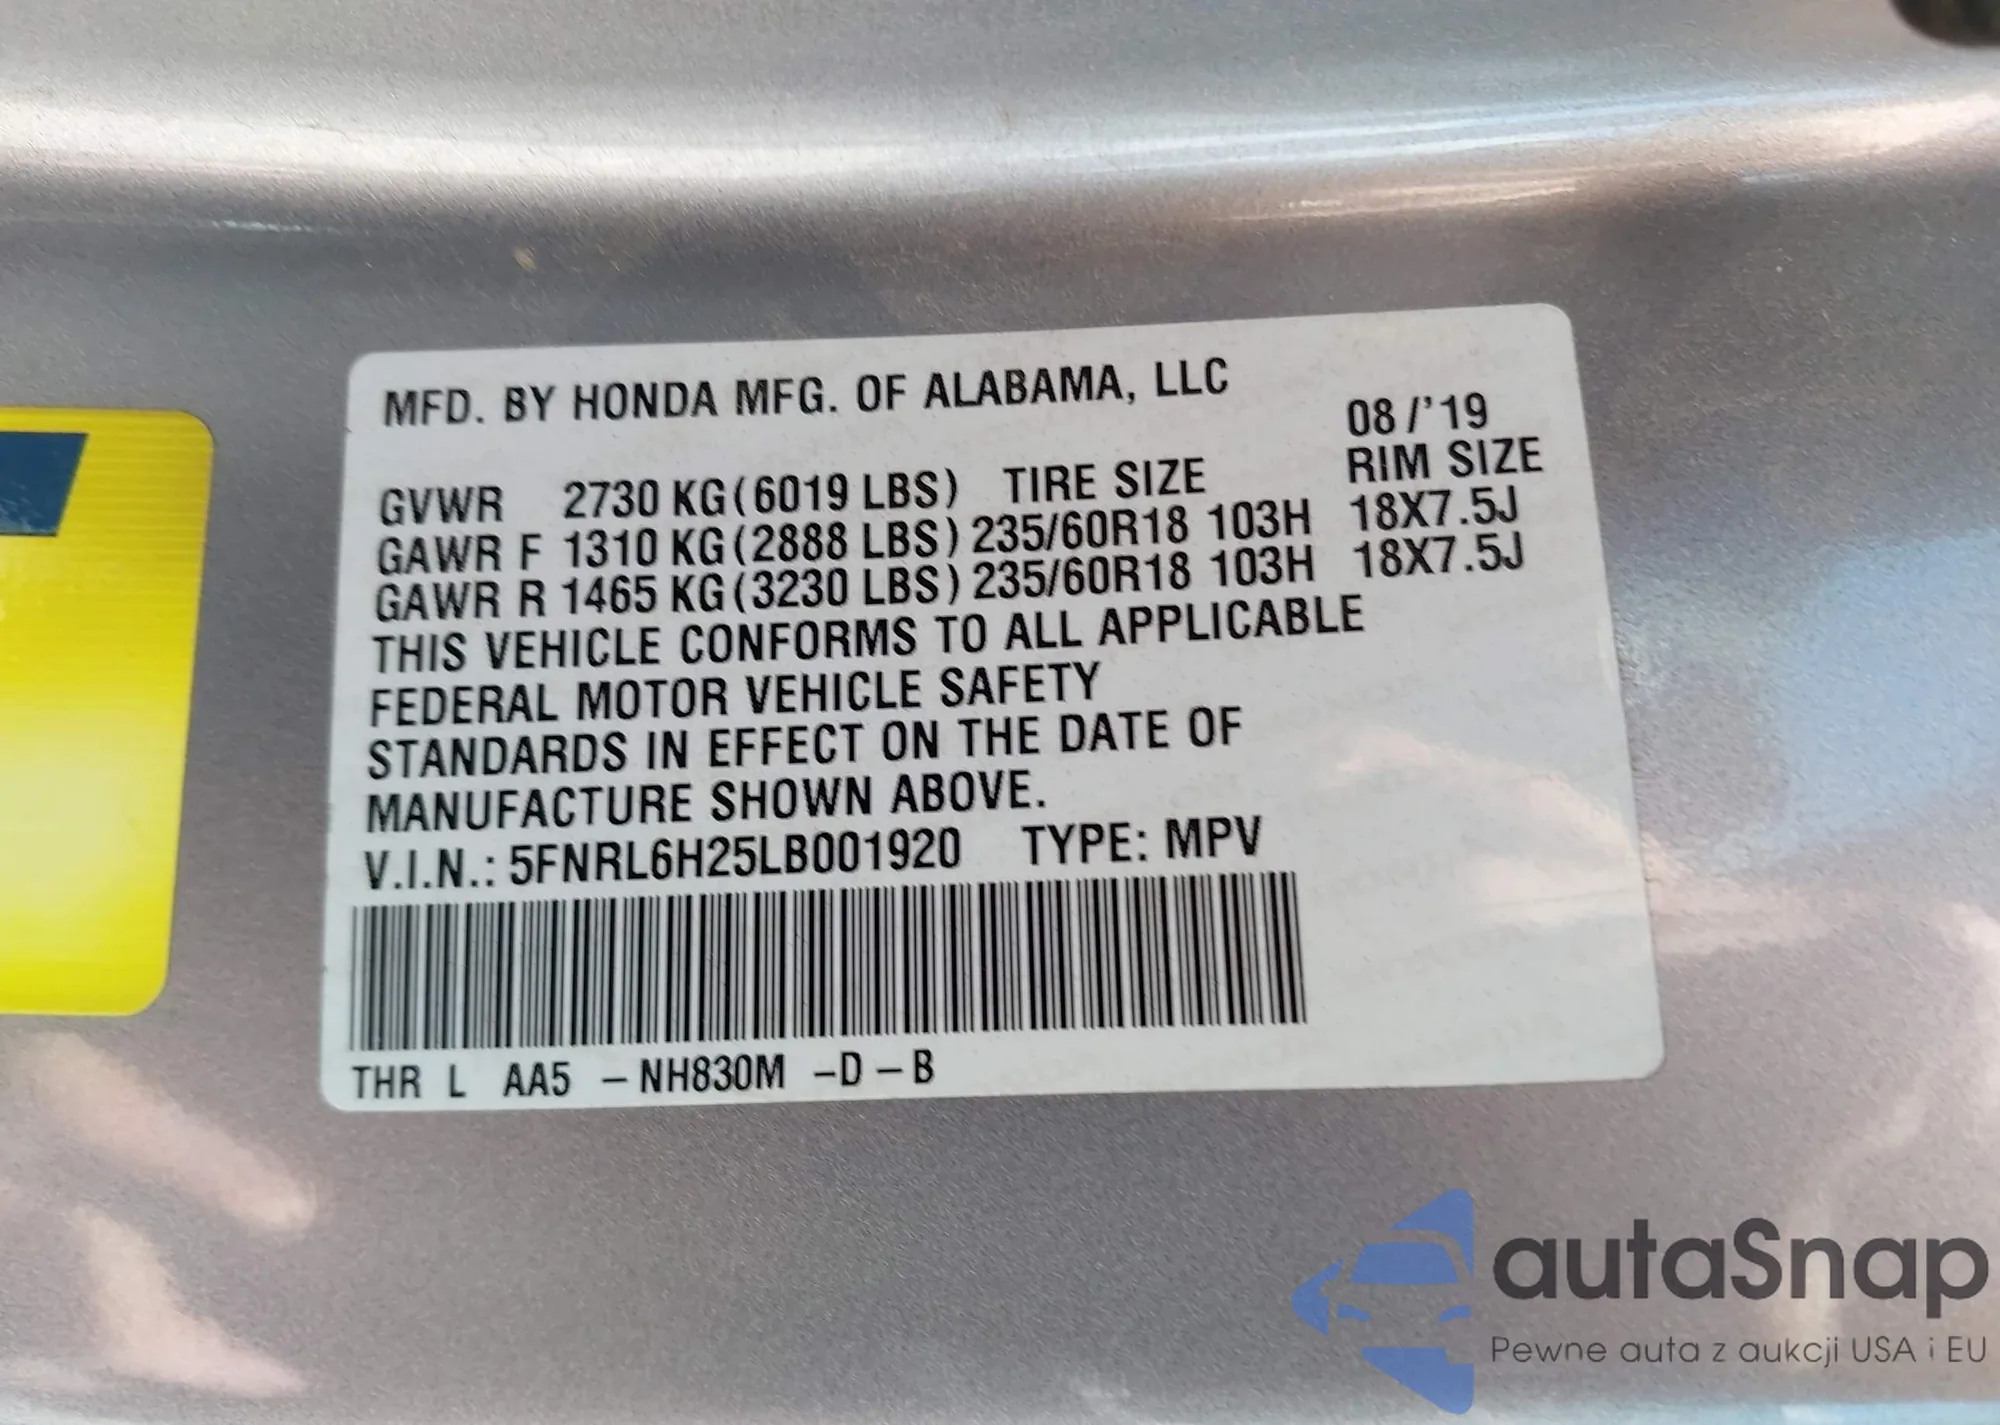 MFD. BY HONDA MFG. OF ALABAMA, LLC
08/'19
GVWR 2730 KG(6019 LBS) TIRE SIZE RIM SIZE
GAWR F 1310 KG(2888 LBS) 235/60R18 103H 18X7.5J
GAWR R 1465 KG(3230 LBS) 235/60R18 103H 18X7.5J
THIS VEHICLE CONFORMS TO ALL APPLICABLE
FEDERAL MOTOR VEHICLE SAFETY
STANDARDS IN EFFECT ON THE DATE OF
MANUFACTURE SHOWN ABOVE.
V.I.N.: 5FNRL6H25LB001920 TYPE: MPV
THR L AA5 –NH830M –D–B
autaSnap
Pewne auta z aukcji USA i EU